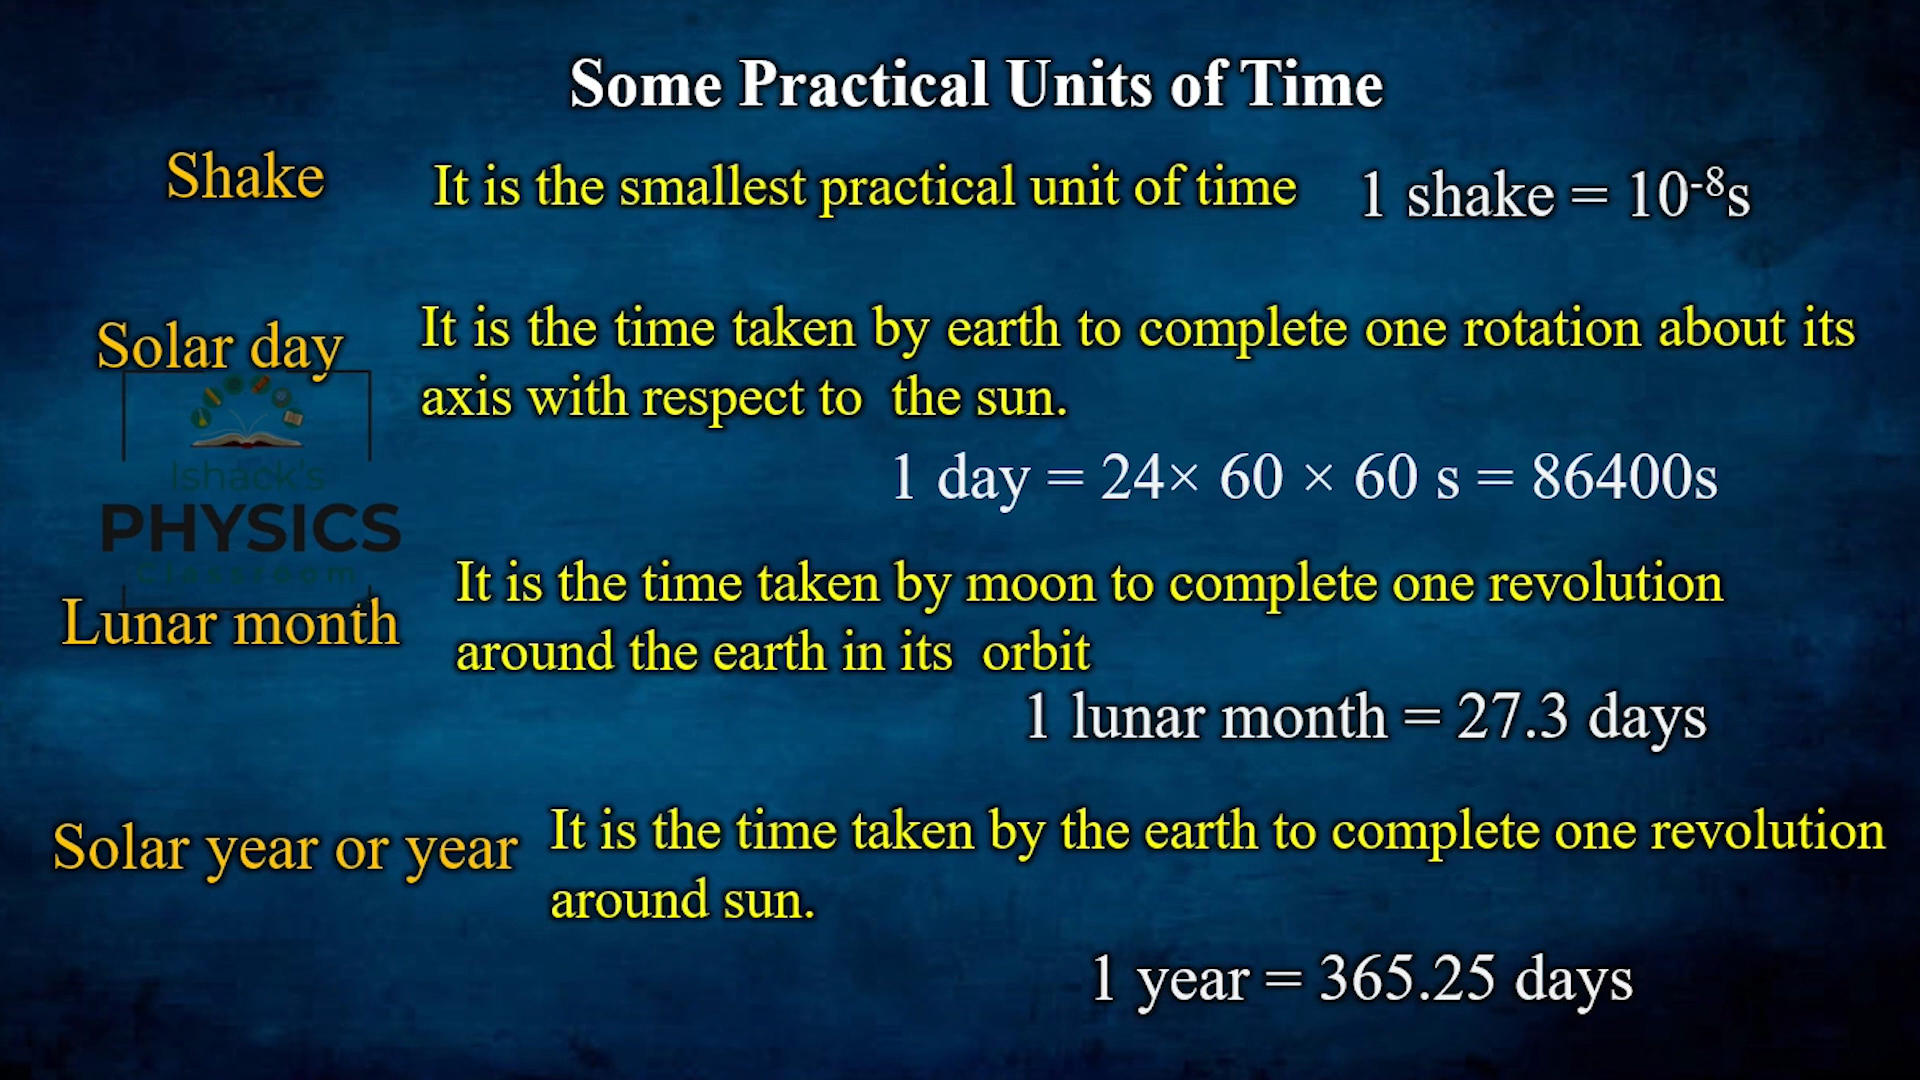 Some Practical Units of Time
Shake
It is the smallest practical unit of time
1 shake = 10⁻⁸s
Solar day
It is the time taken by earth to complete one rotation about its
axis with respect to the sun.
1 day = 24× 60 × 60 s = 86400s
Ishack's
PHYSICS
Classroom
Lunar month
It is the time taken by moon to complete one revolution
around the earth in its orbit
1 lunar month = 27.3 days
Solar year or year
It is the time taken by the earth to complete one revolution
around sun.
1 year = 365.25 days